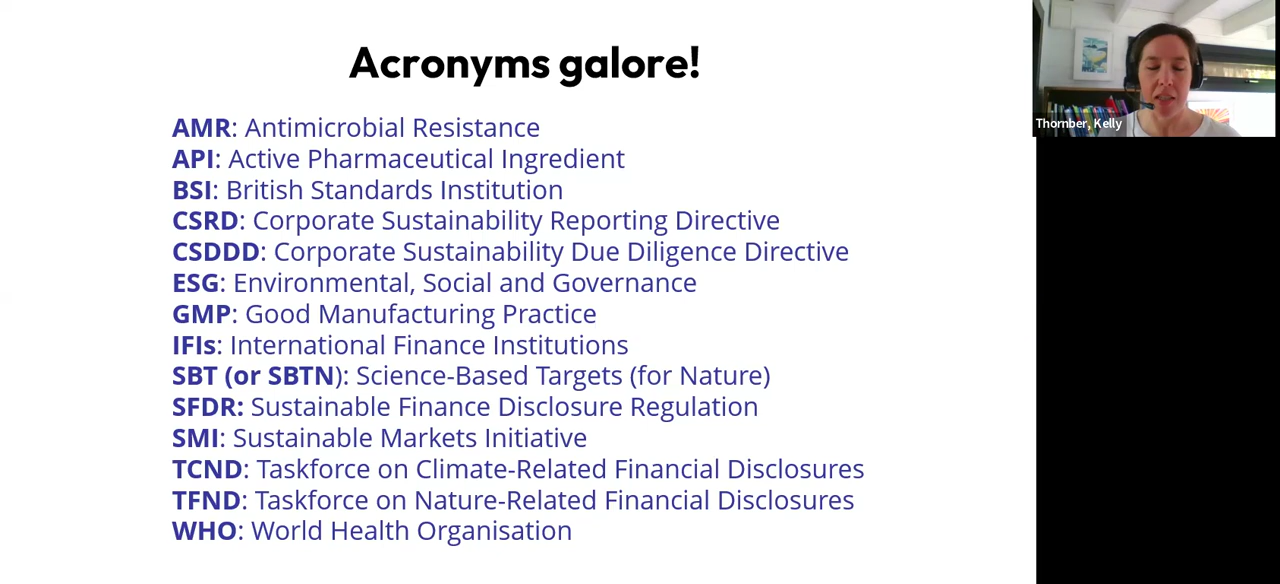 Acronyms galore!
AMR: Antimicrobial Resistance
API: Active Pharmaceutical Ingredient
BSI: British Standards Institution
CSRD: Corporate Sustainability Reporting Directive
CSDDD: Corporate Sustainability Due Diligence Directive
ESG: Environmental, Social and Governance
GMP: Good Manufacturing Practice
IFIs: International Finance Institutions
SBT (or SBTN): Science-Based Targets (for Nature)
SFDR: Sustainable Finance Disclosure Regulation
SMI: Sustainable Markets Initiative
TCND: Taskforce on Climate-Related Financial Disclosures
TFND: Taskforce on Nature-Related Financial Disclosures
WHO: World Health Organisation
Thornber, Kelly